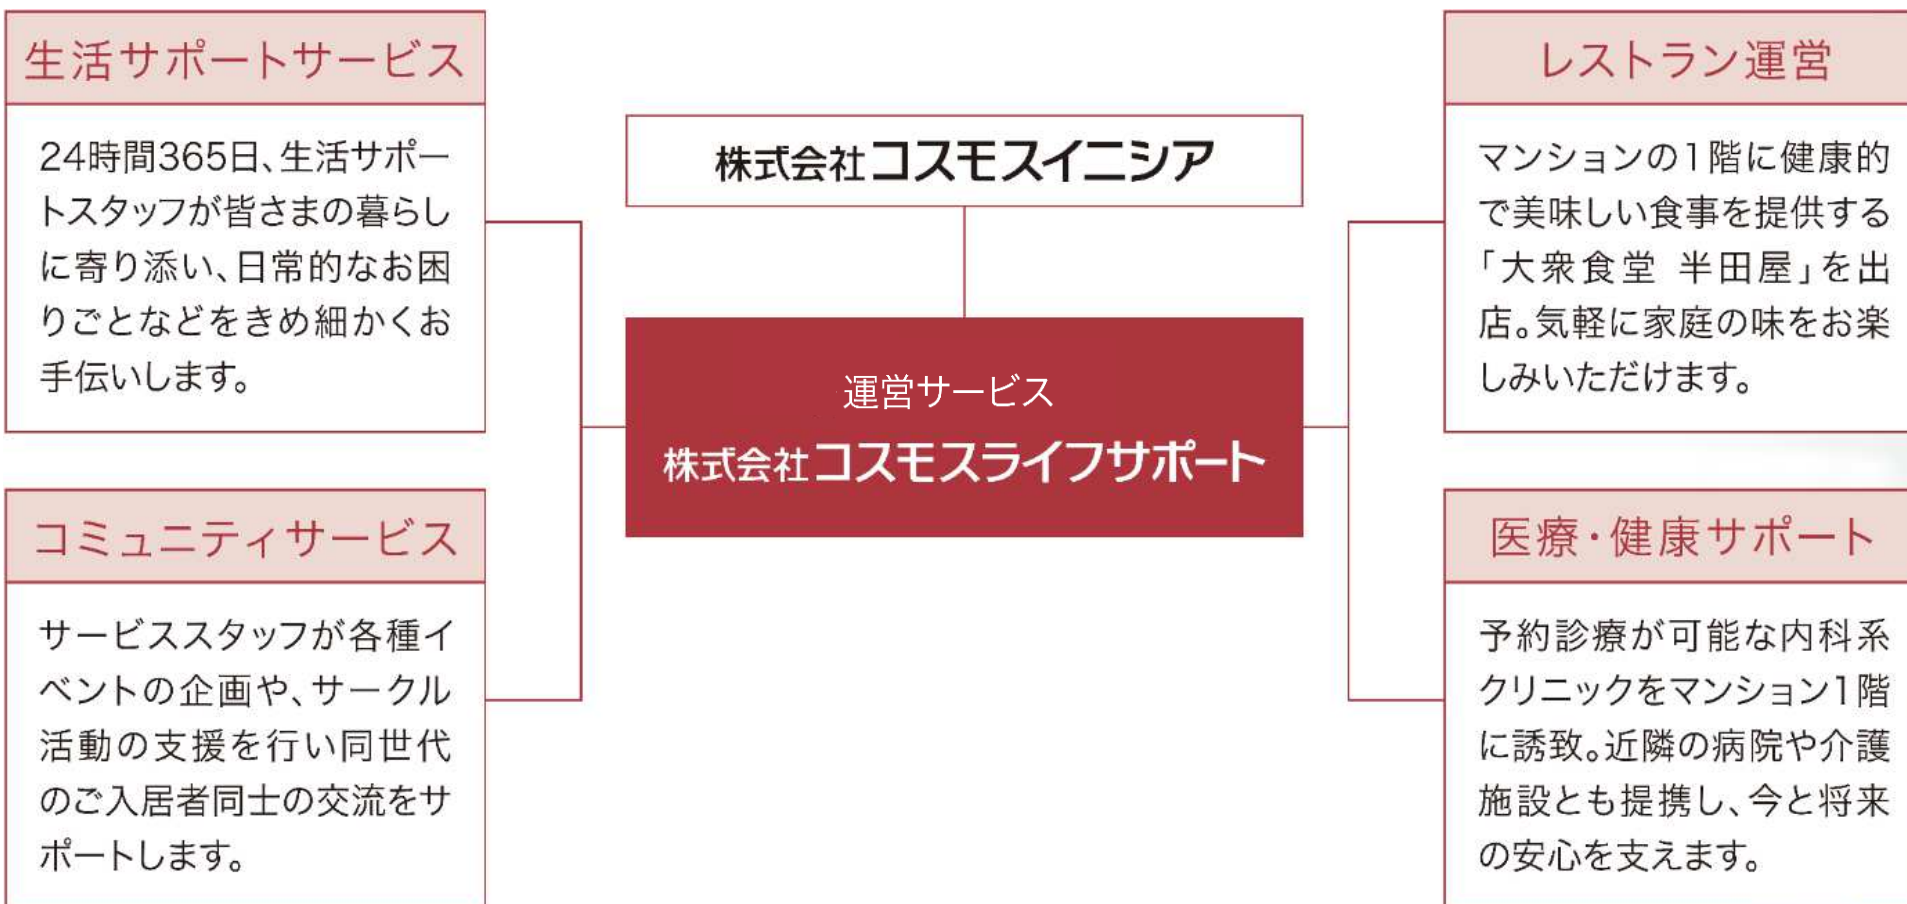 生活サポートサービス
24時間365日、生活サポー
トスタッフが皆さまの暮らし
に寄り添い、日常的なお困
りごとなどをきめ細かくお
手伝いします。
コミュニティサービス
サービススタッフが各種イ
ベントの企画や、サークル
活動の支援を行い同世代
のご入居者同士の交流をサ
ポートします。
株式会社コスモスイニシア
運営サービス
株式会社コスモスライフサポート
レストラン運営
マンションの1階に健康的
で美味しい食事を提供する
「大衆食堂 半田屋」を出
店。気軽に家庭の味をお楽
しみいただけます。
医療・健康サポート
予約診療が可能な内科系
クリニックをマンション1階
に誘致。近隣の病院や介護
施設とも提携し、今と将来
の安心を支えます。